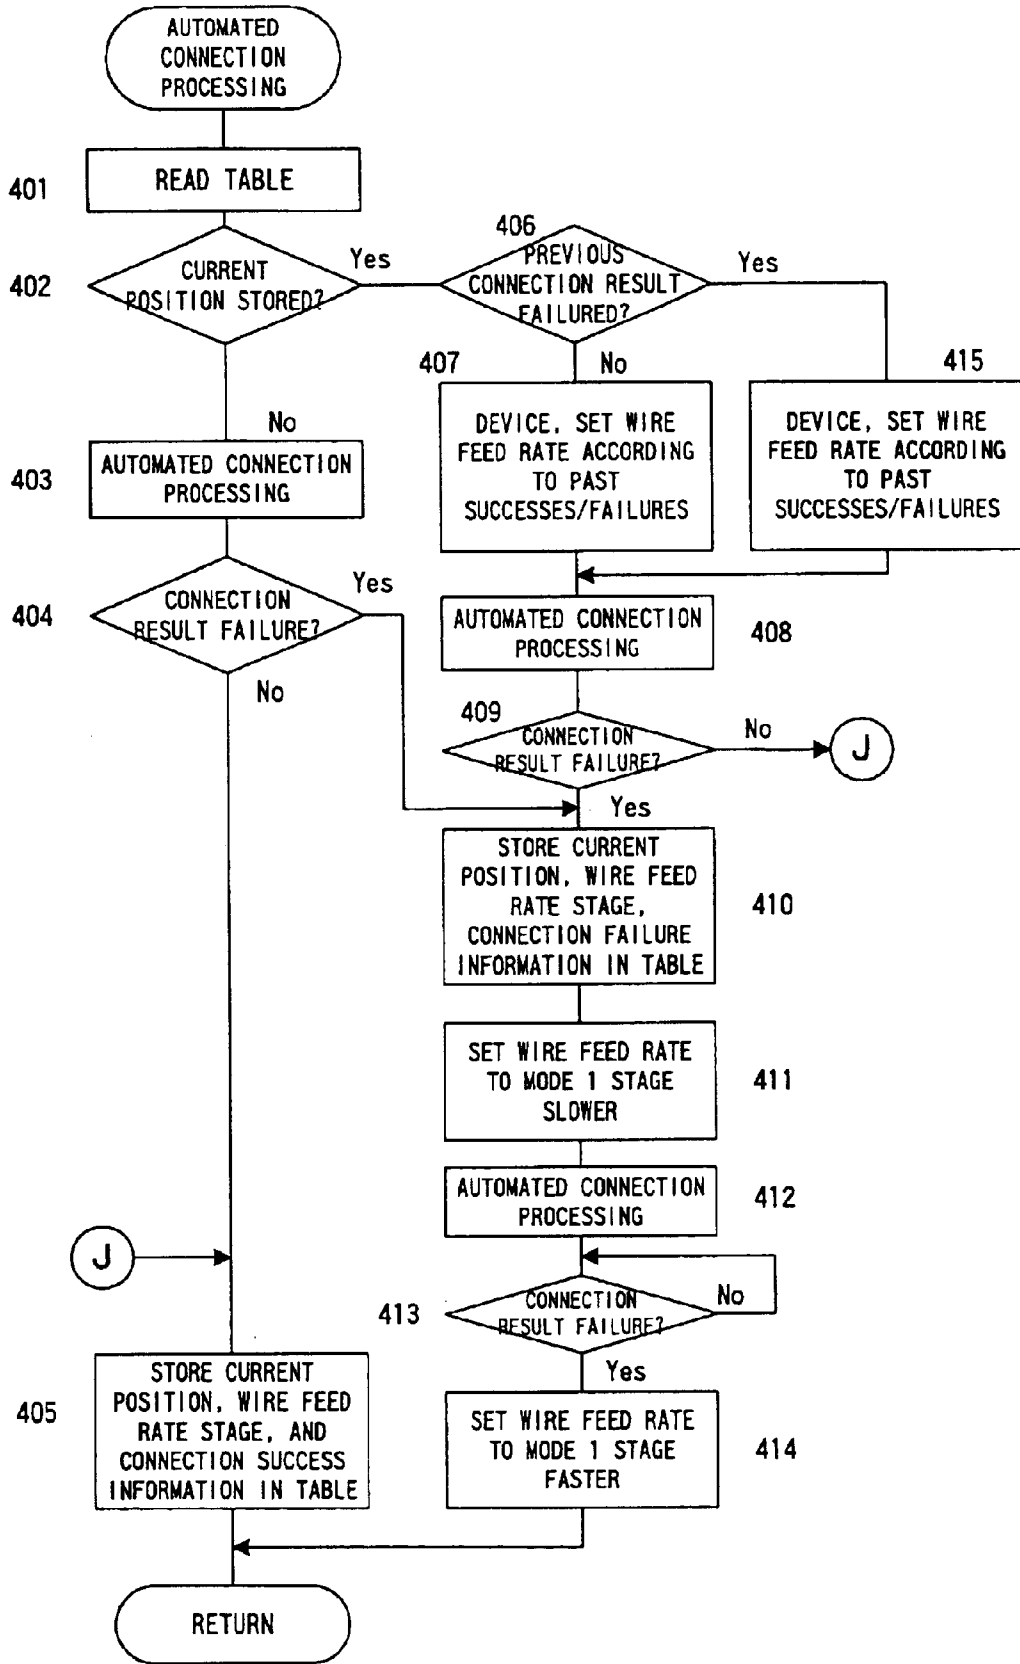 AUTOMATED
CONNECTION
PROCESSING
401
READ TABLE
402
CURRENT
POSITION STORED?
Yes
406
PREVIOUS
CONNECTION RESULT
FAILURED?
Yes
No
No
403
AUTOMATED CONNECTION
PROCESSING
407
DEVICE, SET WIRE
FEED RATE ACCORDING
TO PAST
SUCCESSES/FAILURES
415
DEVICE, SET WIRE
FEED RATE ACCORDING
TO PAST
SUCCESSES/FAILURES
404
CONNECTION
RESULT FAILURE?
Yes
No
AUTOMATED CONNECTION
PROCESSING
408
409
CONNECTION
RESULT FAILURE?
No
J
Yes
STORE CURRENT
POSITION, WIRE FEED
RATE STAGE,
CONNECTION FAILURE
INFORMATION IN TABLE
410
SET WIRE FEED RATE
TO MODE 1 STAGE
SLOWER
411
AUTOMATED CONNECTION
PROCESSING
412
J
413
CONNECTION
RESULT FAILURE?
No
Yes
405
STORE CURRENT
POSITION, WIRE FEED
RATE STAGE, AND
CONNECTION SUCCESS
INFORMATION IN TABLE
SET WIRE FEED RATE
TO MODE 1 STAGE
FASTER
414
RETURN